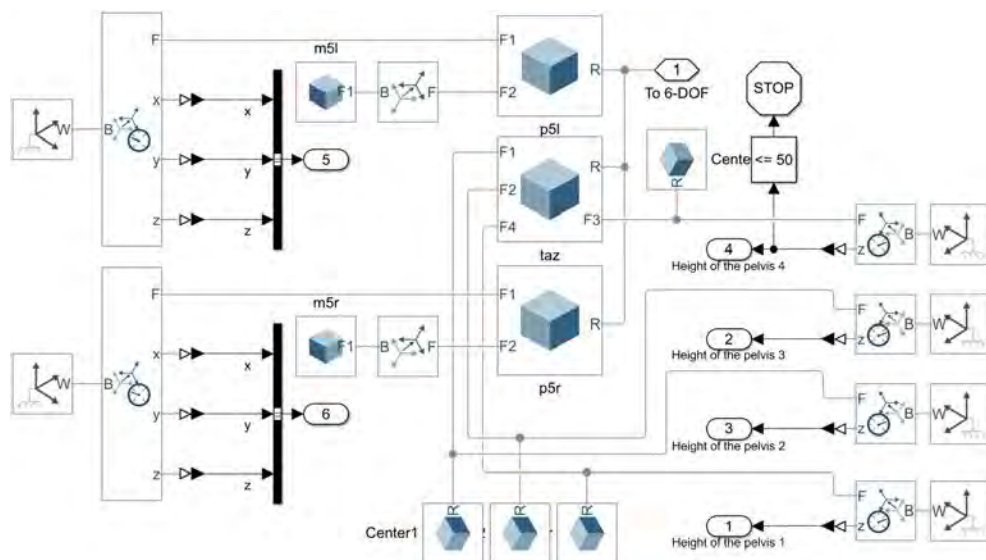 F
m5l
F1
R
1
To 6-DOF
STOP
x
x
F1
B
F
F2
W
B
p5l
y
y
5
F1
R
Cente
<= 50
F2
R
z
z
F4
F3
F
B
W
4
z
Height of the pelvis 4
taz
F
m5r
F1
F
B
W
2
z
Height of the pelvis 3
R
x
x
F1
B
F
F2
W
B
p5r
y
y
6
F
B
W
3
z
Height of the pelvis 2
z
z
F
B
W
1
z
Height of the pelvis 1
Center1
R
R
R